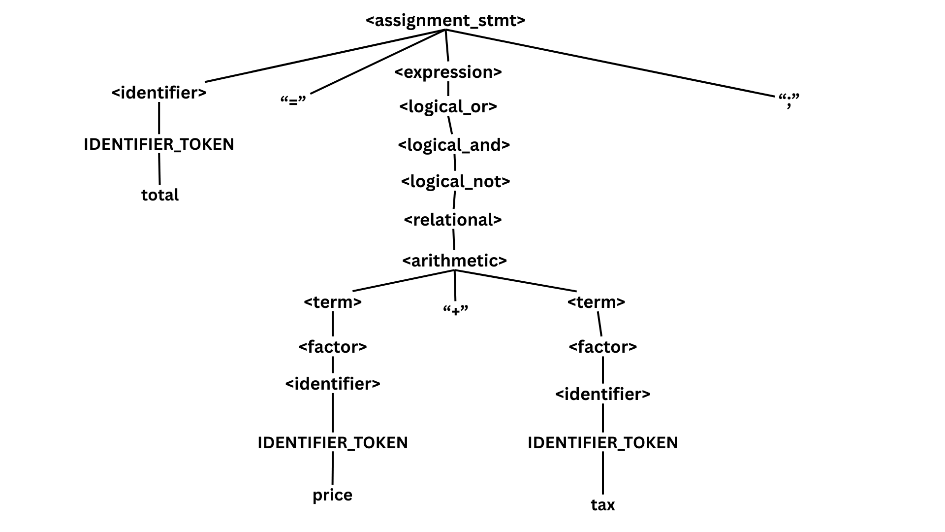 <assignment_stmt>
<expression>
<identifier>
“=”
“;”
<logical_or>
IDENTIFIER_TOKEN
<logical_and>
total
<logical_not>
<relational>
<arithmetic>
<term>
“+”
<term>
<factor>
<factor>
<identifier>
<identifier>
IDENTIFIER_TOKEN
IDENTIFIER_TOKEN
price
tax